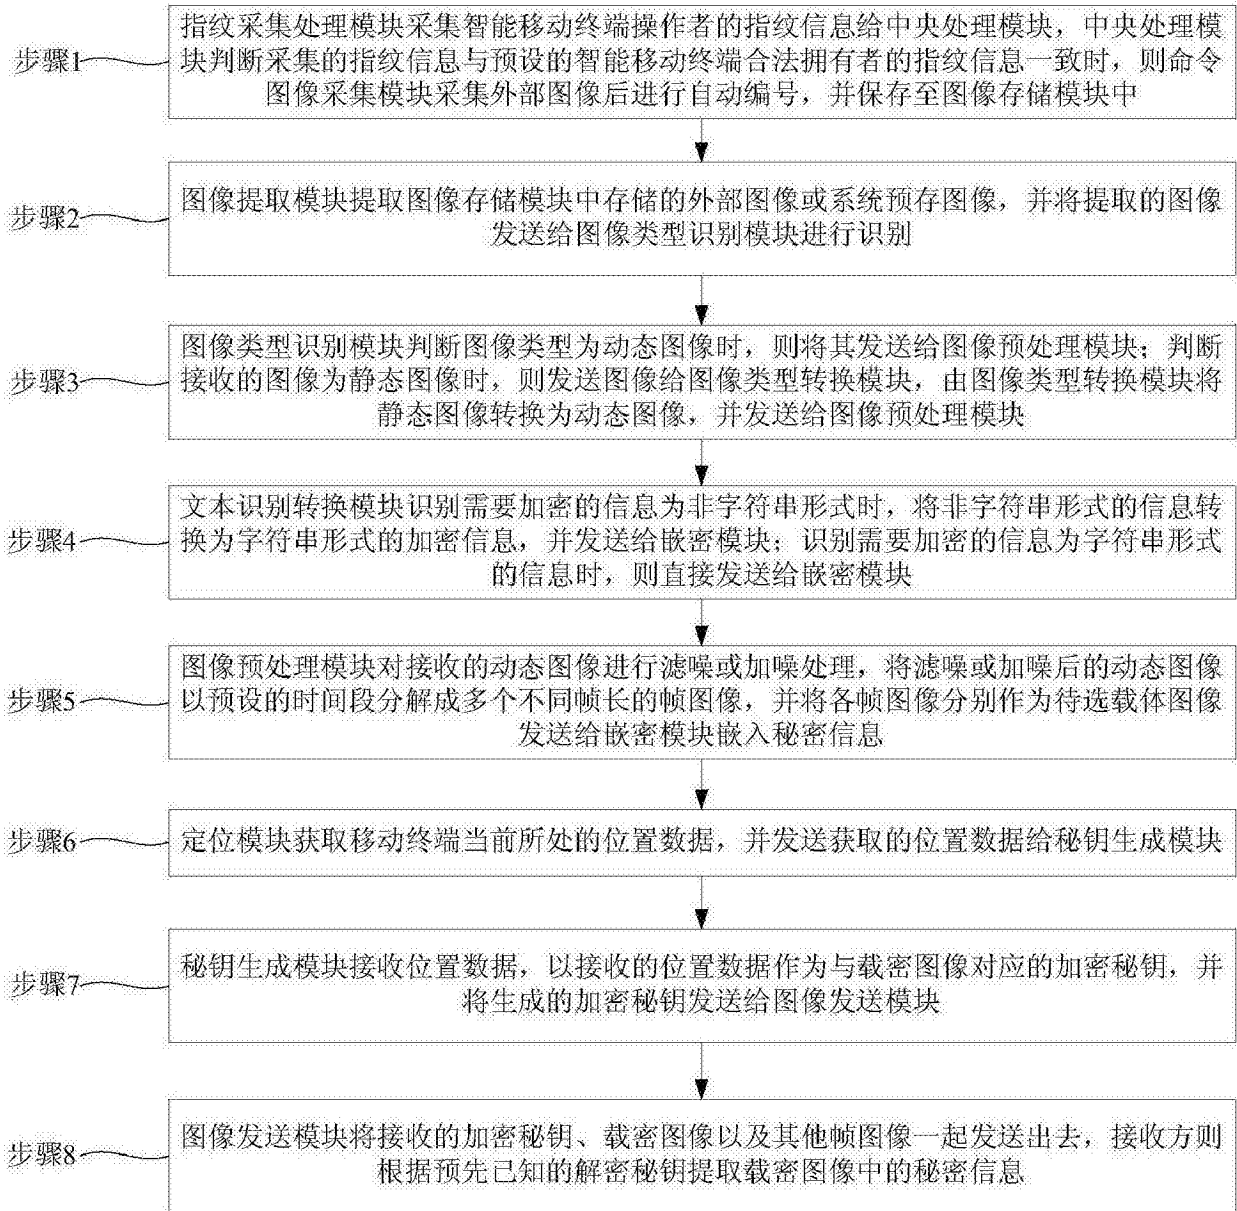 步骤1
指纹采集处理模块采集智能移动终端操作者的指纹信息给中央处理模块，中央处理模
块判断采集的指纹信息与预设的智能移动终端合法拥有者的指纹信息一致时，则命令
图像采集模块采集外部图像后进行自动编号，并保存至图像存储模块中
步骤2
图像提取模块提取图像存储模块中存储的外部图像或系统预存图像，并将提取的图像
发送给图像类型识别模块进行识别
步骤3
图像类型识别模块判断图像类型为动态图像时，则将其发送给图像预处理模块；判断
接收的图像为静态图像时，则发送图像给图像类型转换模块，由图像类型转换模块将
静态图像转换为动态图像，并发送给图像预处理模块
步骤4
文本识别转换模块识别需要加密的信息为非字符串形式时，将非字符串形式的信息转
换为字符串形式的加密信息，并发送给嵌密模块；识别需要加密的信息为字符串形式
的信息时，则直接发送给嵌密模块
步骤5
图像预处理模块对接收的动态图像进行滤噪或加噪处理，将滤噪或加噪后的动态图像
以预设的时间段分解成多个不同帧长的帧图像，并将各帧图像分别作为待选载体图像
发送给嵌密模块嵌入秘密信息
步骤6
定位模块获取移动终端当前所处的位置数据，并发送获取的位置数据给秘钥生成模块
步骤7
秘钥生成模块接收位置数据，以接收的位置数据作为与载密图像对应的加密秘钥，并
将生成的加密秘钥发送给图像发送模块
步骤8
图像发送模块将接收的加密秘钥、载密图像以及其他帧图像一起发送出去，接收方则
根据预先已知的解密秘钥提取载密图像中的秘密信息